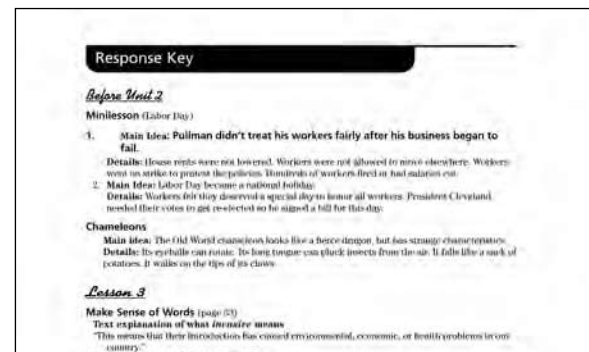 Response Key
Before Unit 2
Minilesson (Labor Day)
1. Main Idea: Pullman didn't treat his workers fairly after his business began to
fail.
Details: House rents were not lowered. Workers were not allowed to move elsewhere. Workers
went on strike to protest the policies. Hundreds of workers fired or had salaries cut.
2. Main Idea: Labor Day became a national holiday.
Details: Workers felt they deserved a special day to honor all workers. President Cleveland
needed their votes to get re-elected so he signed a bill for this day.
Chameleons
Main idea: The Old World chameleon looks like a fierce dragon, but has strange characteristics.
Details: Its eyeballs can rotate. Its long tongue can pluck insects from the air. It falls like a sack of
potatoes. It walks on the tips of its claws.
Lesson 3
Make Sense of Words (page 53)
Text explanation of what invasive means
"This means that their introduction has caused environmental, economic, or health problems in our
country."